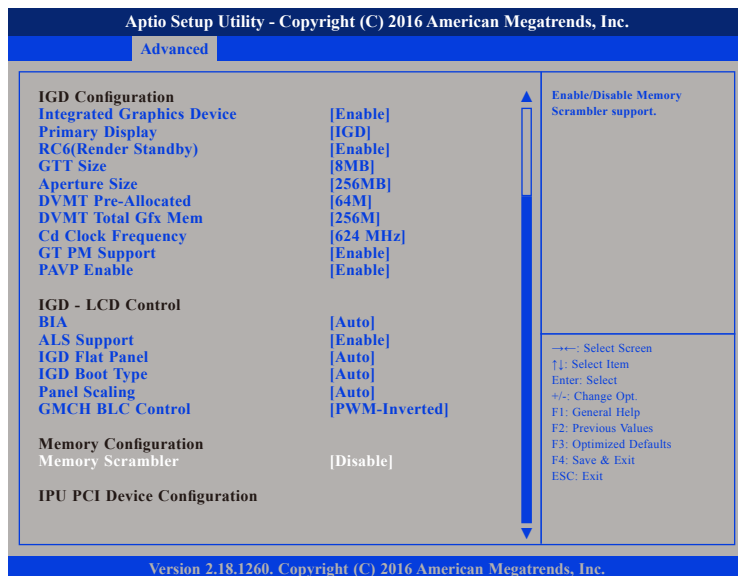 Aptio Setup Utility - Copyright (C) 2016 American Megatrends, Inc.
Advanced
IGD Configuration
Integrated Graphics Device [Enable]
Primary Display [IGD]
RC6(Render Standby) [Enable]
GTT Size [8MB]
Aperture Size [256MB]
DVMT Pre-Allocated [64M]
DVMT Total Gfx Mem [256M]
Cd Clock Frequency [624 MHz]
GT PM Support [Enable]
PAVP Enable [Enable]
IGD - LCD Control
BIA [Auto]
ALS Support [Enable]
IGD Flat Panel [Auto]
IGD Boot Type [Auto]
Panel Scaling [Auto]
GMCH BLC Control [PWM-Inverted]
Memory Configuration
Memory Scrambler [Disable]
IPU PCI Device Configuration
Enable/Disable Memory
Scrambler support.
→←: Select Screen
↑↓: Select Item
Enter: Select
+/-: Change Opt.
F1: General Help
F2: Previous Values
F3: Optimized Defaults
F4: Save & Exit
ESC: Exit
Version 2.18.1260. Copyright (C) 2016 American Megatrends, Inc.